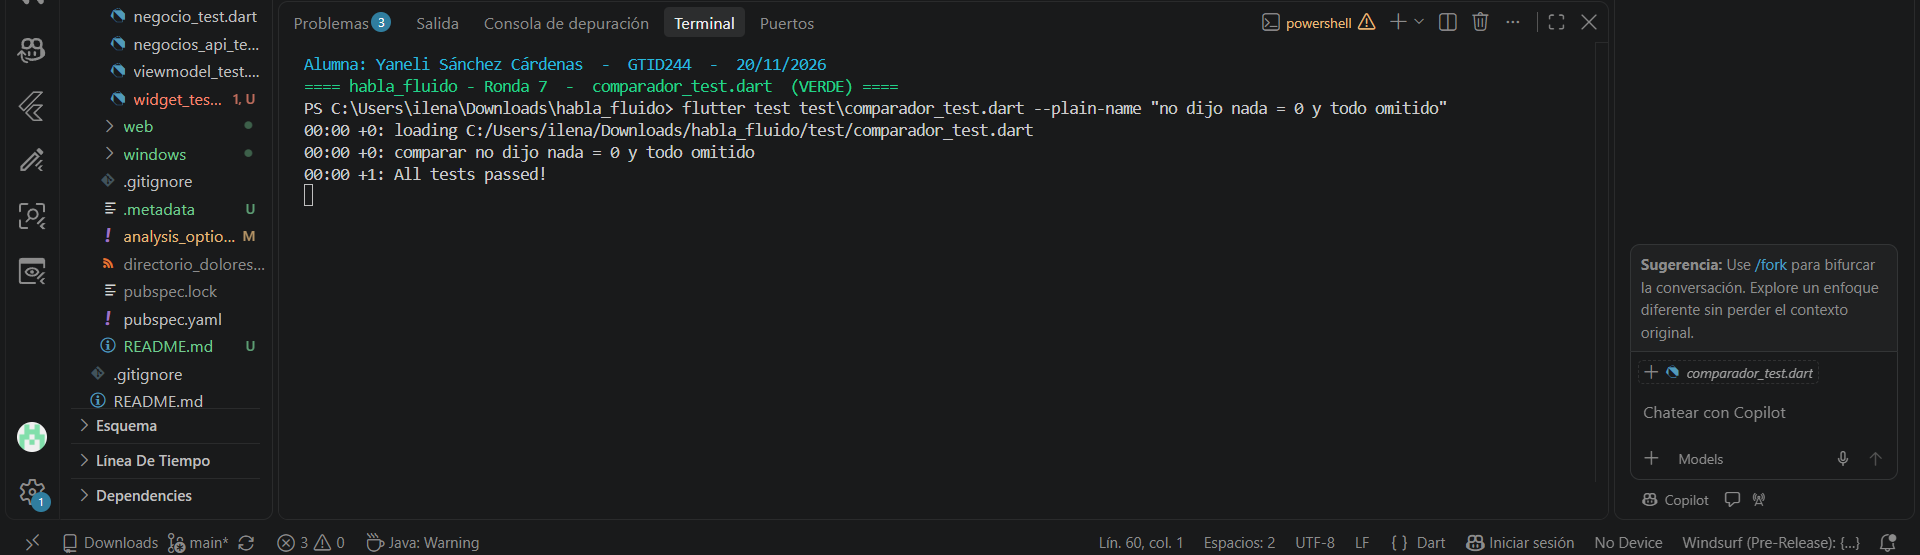 negocio_test.dart
negocios_api_te...
viewmodel_test....
widget_tes... 1, U
web
windows
.gitignore
.metadata U
analysis_optio... M
directorio_dolores...
pubspec.lock
pubspec.yaml
README.md U
.gitignore
README.md
Esquema
Línea De Tiempo
Dependencies
1
Problemas 3 Salida Consola de depuración Terminal Puertos
powershell
Alumna: Yaneli Sánchez Cárdenas - GTID244 - 20/11/2026
==== habla_fluido - Ronda 7 - comparador_test.dart (VERDE) ====
PS C:\Users\ilena\Downloads\habla_fluido> flutter test test\comparador_test.dart --plain-name "no dijo nada = 0 y todo omitido"
00:00 +0: loading C:/Users/ilena/Downloads/habla_fluido/test/comparador_test.dart
00:00 +0: comparar no dijo nada = 0 y todo omitido
00:00 +1: All tests passed!
Sugerencia: Use /fork para bifurcar
la conversación. Explore un enfoque
diferente sin perder el contexto
original.
comparador_test.dart
Chatear con Copilot
Models
Copilot
Downloads main* 3 0 Java: Warning Lín. 60, col. 1 Espacios: 2 UTF-8 LF { } Dart Iniciar sesión No Device Windsurf (Pre-Release): {...}